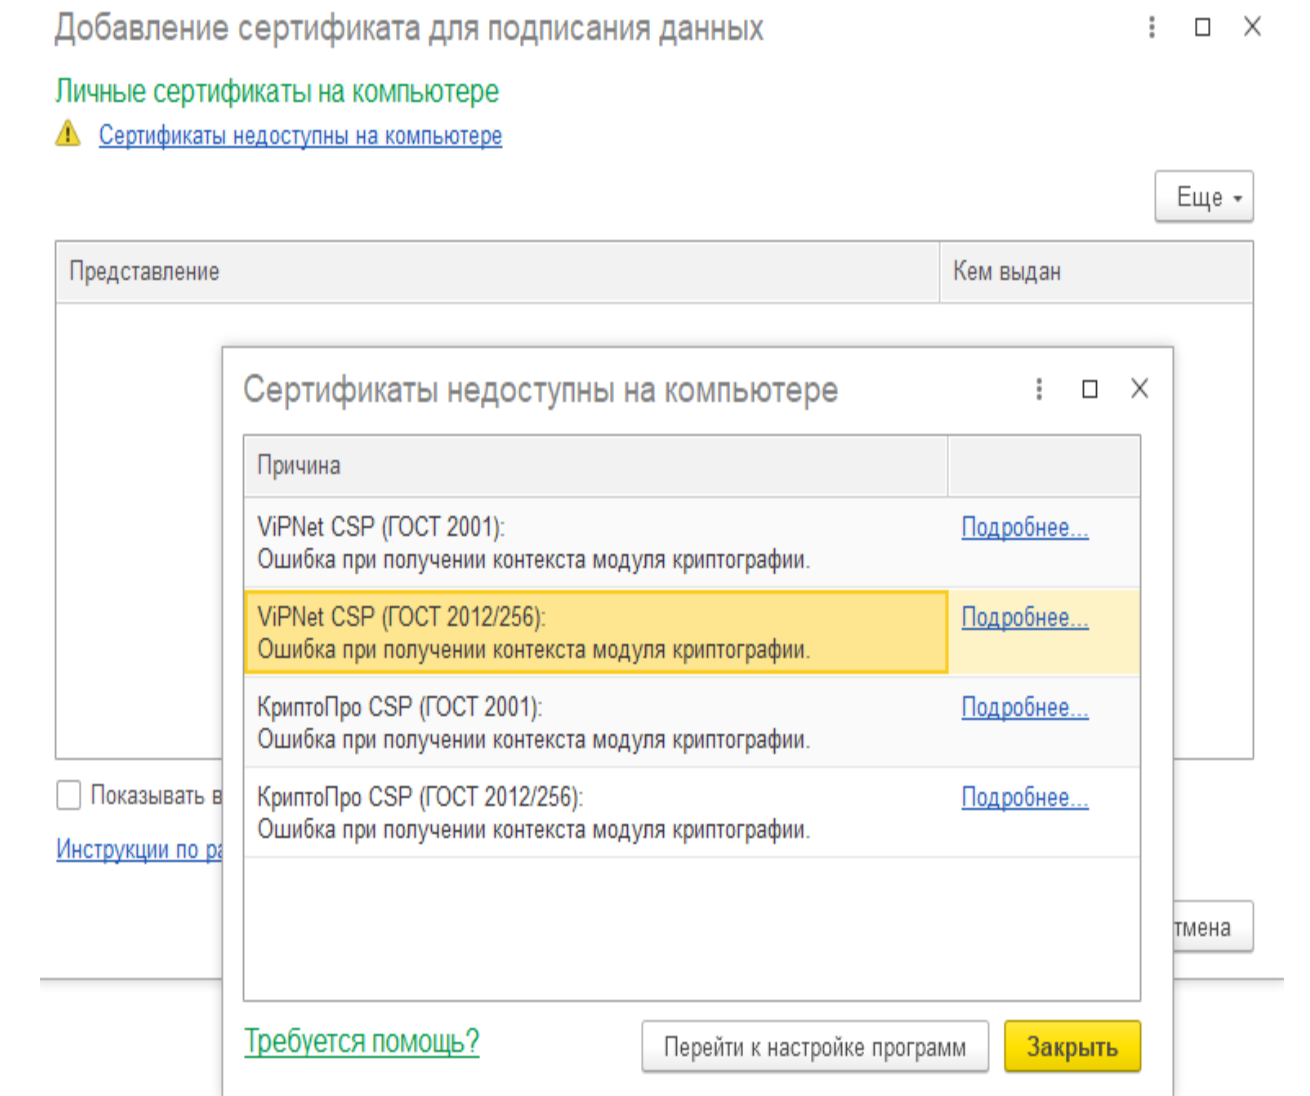 Добавление сертификата для подписания данных
Личные сертификаты на компьютере
Сертификаты недоступны на компьютере
Еще
Представление
Кем выдан
Сертификаты недоступны на компьютере
Причина
ViPNet CSP (ГОСТ 2001):
Ошибка при получении контекста модуля криптографии.
Подробнее...
ViPNet CSP (ГОСТ 2012/256):
Ошибка при получении контекста модуля криптографии.
Подробнее...
КриптоПро CSP (ГОСТ 2001):
Ошибка при получении контекста модуля криптографии.
Подробнее...
КриптоПро CSP (ГОСТ 2012/256):
Ошибка при получении контекста модуля криптографии.
Подробнее...
Показывать в
Инструкции по ра
тмена
Требуется помощь?
Перейти к настройке программ
Закрыть